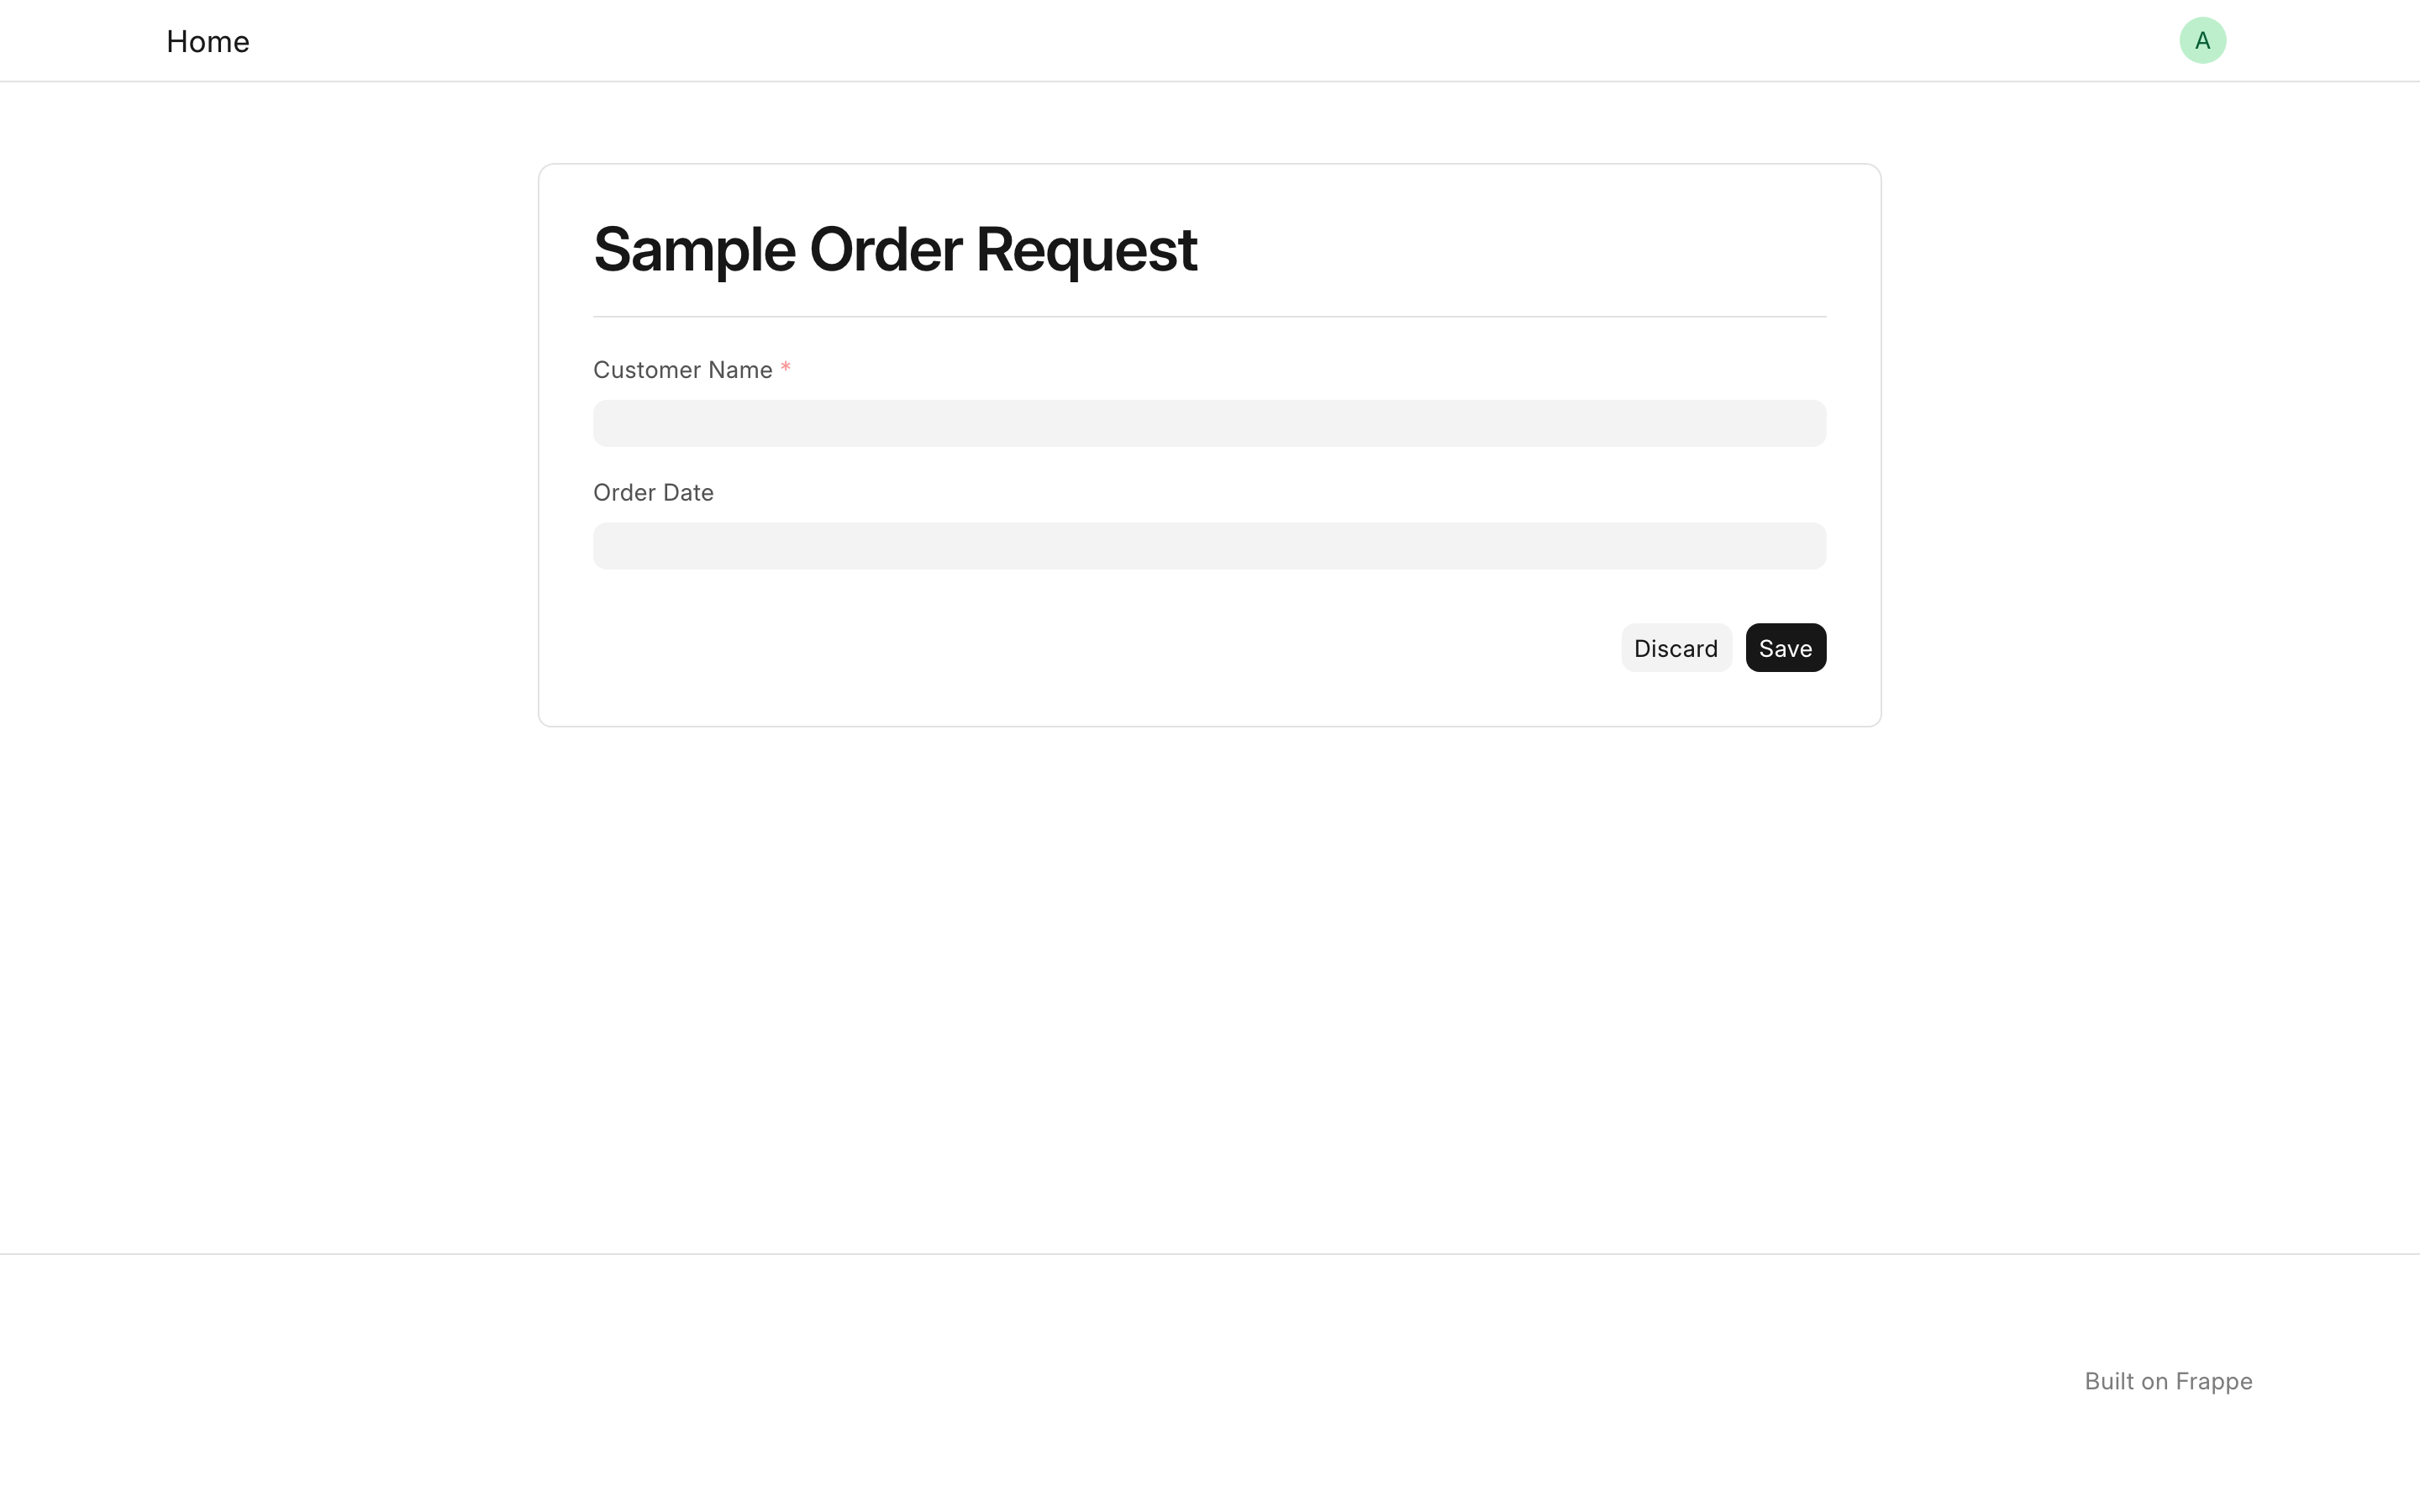 Home
A
Sample Order Request
Customer Name *
Order Date
Discard Save
Built on Frappe